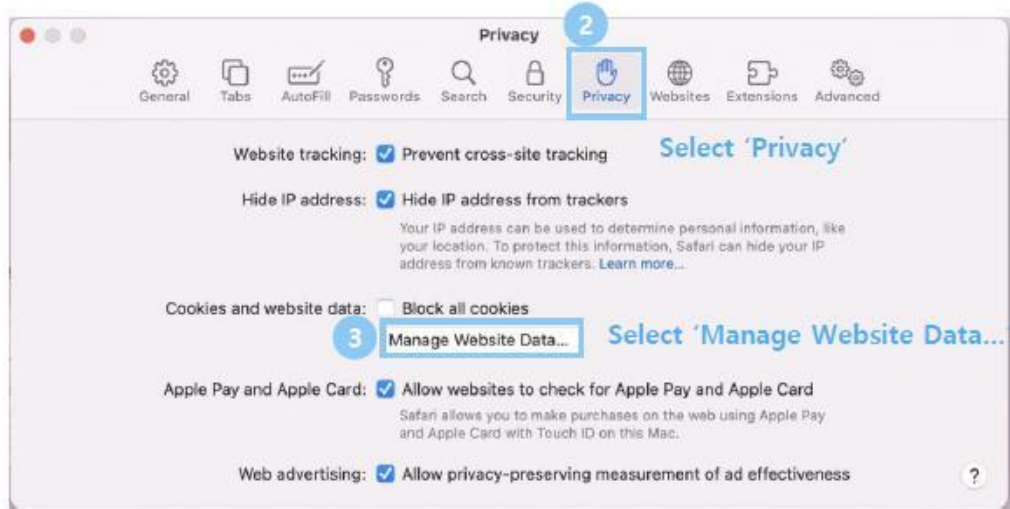 Privacy
2
General Tabs AutoFill Passwords Search Security Privacy Websites Extensions Advanced
Select ‘Privacy’
Website tracking: Prevent cross-site tracking
Hide IP address: Hide IP address from trackers
Your IP address can be used to determine personal information, like
your location. To protect this information, Safari can hide your IP
address from known trackers. Learn more...
Cookies and website data: Block all cookies
3 Manage Website Data... Select ‘Manage Website Data...’
Apple Pay and Apple Card: Allow websites to check for Apple Pay and Apple Card
Safari allows you to make purchases on the web using Apple Pay
and Apple Card with Touch ID on this Mac.
Web advertising: Allow privacy-preserving measurement of ad effectiveness
?